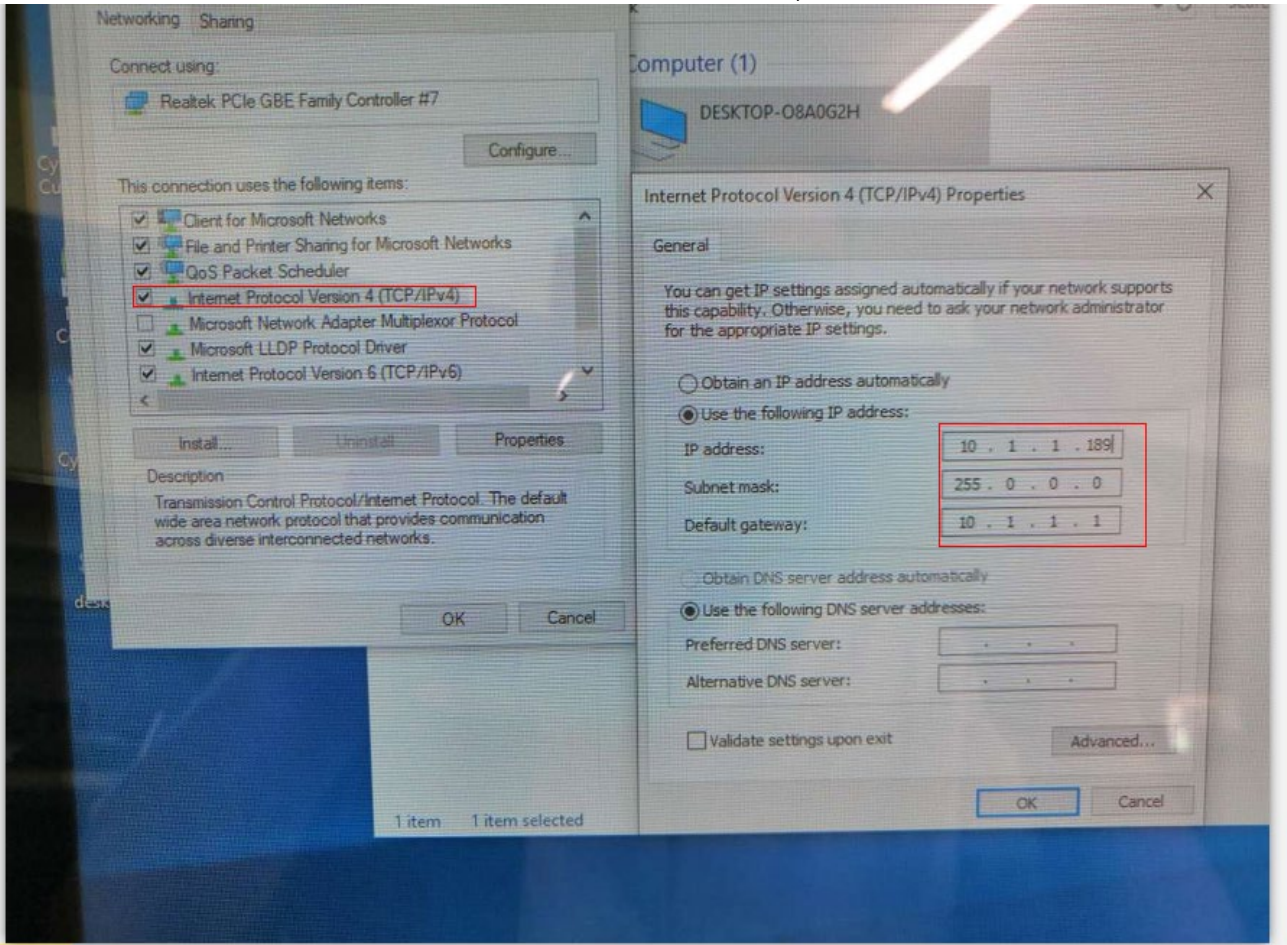 Networking Sharing
Connect using:
Realtek PCIe GBE Family Controller #7
Configure...
This connection uses the following items:
Client for Microsoft Networks
File and Printer Sharing for Microsoft Networks
QoS Packet Scheduler
Internet Protocol Version 4 (TCP/IPv4)
Microsoft Network Adapter Multiplexor Protocol
Microsoft LLDP Protocol Driver
Internet Protocol Version 6 (TCP/IPv6)
Install... Uninstall Properties
Description
Transmission Control Protocol/Internet Protocol. The default
wide area network protocol that provides communication
across diverse interconnected networks.
OK Cancel
Computer (1)
DESKTOP-O8A0G2H
Internet Protocol Version 4 (TCP/IPv4) Properties
General
You can get IP settings assigned automatically if your network supports
this capability. Otherwise, you need to ask your network administrator
for the appropriate IP settings.
Obtain an IP address automatically
Use the following IP address:
IP address: 10 . 1 . 1 . 189
Subnet mask: 255 . 0 . 0 . 0
Default gateway: 10 . 1 . 1 . 1
Obtain DNS server address automatically
Use the following DNS server addresses:
Preferred DNS server: . . .
Alternative DNS server: . . .
Validate settings upon exit
Advanced...
OK Cancel
1 item 1 item selected